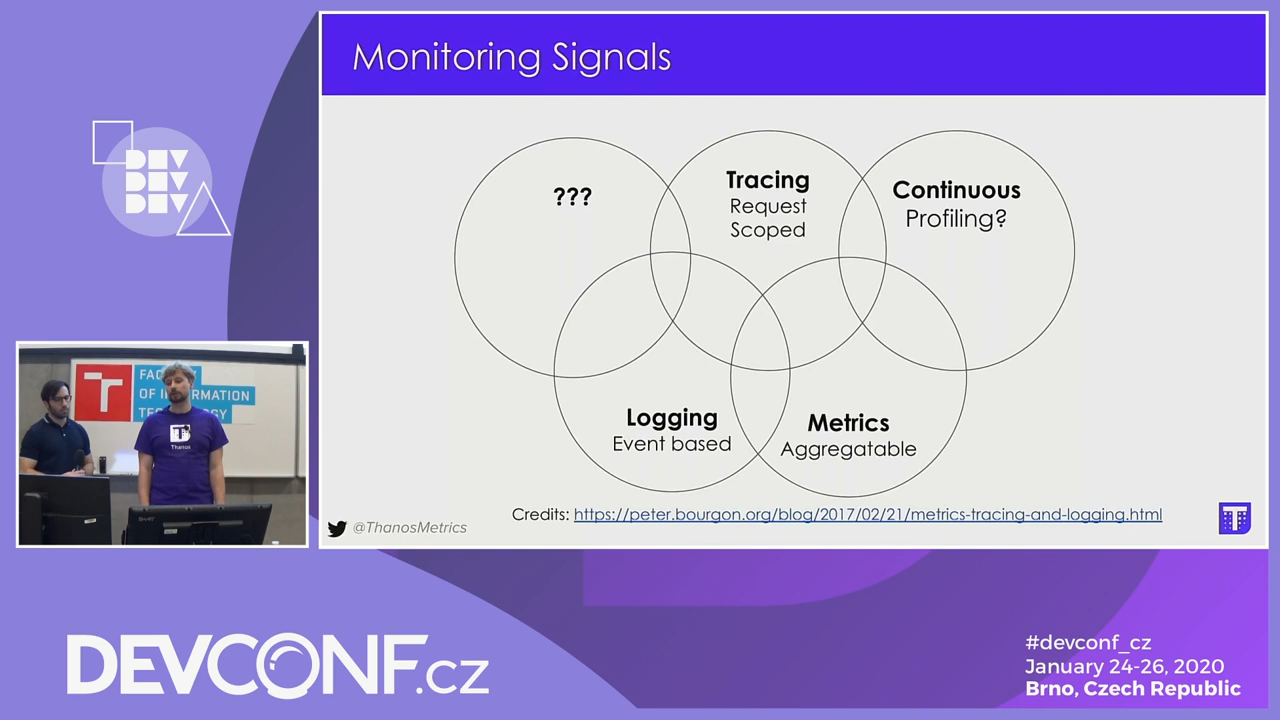 Monitoring Signals
???
Tracing
Request
Scoped
Continuous
Profiling?
Logging
Event based
Metrics
Aggregatable
Credits: https://peter.bourgon.org/blog/2017/02/21/metrics-tracing-and-logging.html
@ThanosMetrics
T
DEV
DEV
DEV
T
OF INFORMATION
T
Thanos
DEVCONF.cz
#devconf_cz
January 24-26, 2020
Brno, Czech Republic